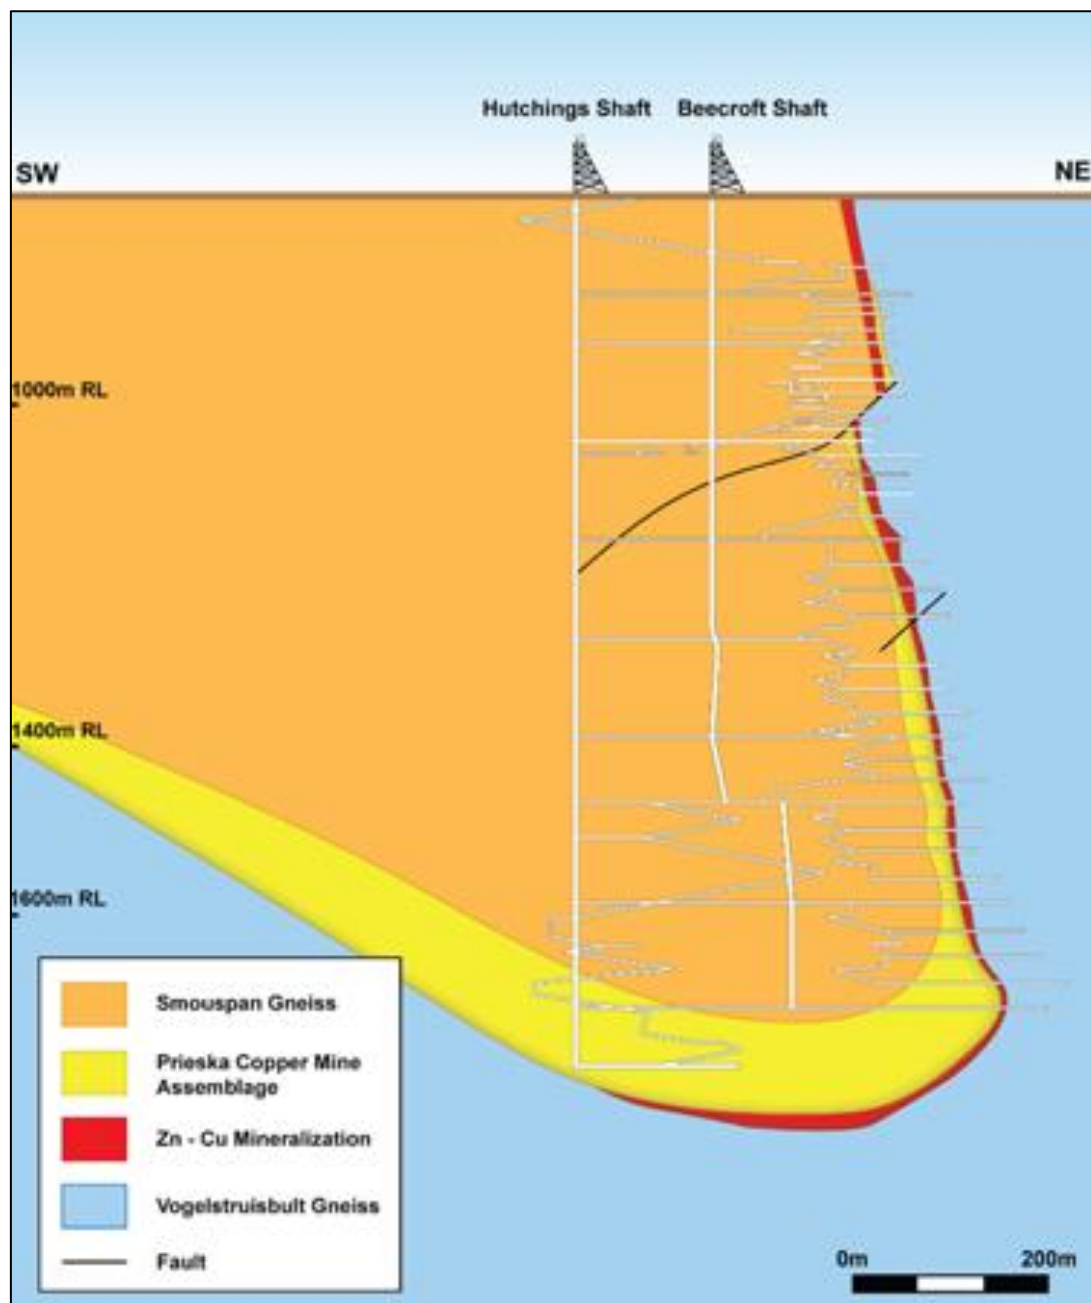 Hutchings Shaft Beecroft Shaft
SW NE
1000m RL
1400m RL
1600m RL
Smouspan Gneiss
Prieska Copper Mine
Assemblage
Zn - Cu Mineralization
Vogelstruisbult Gneiss
Fault
0m 200m